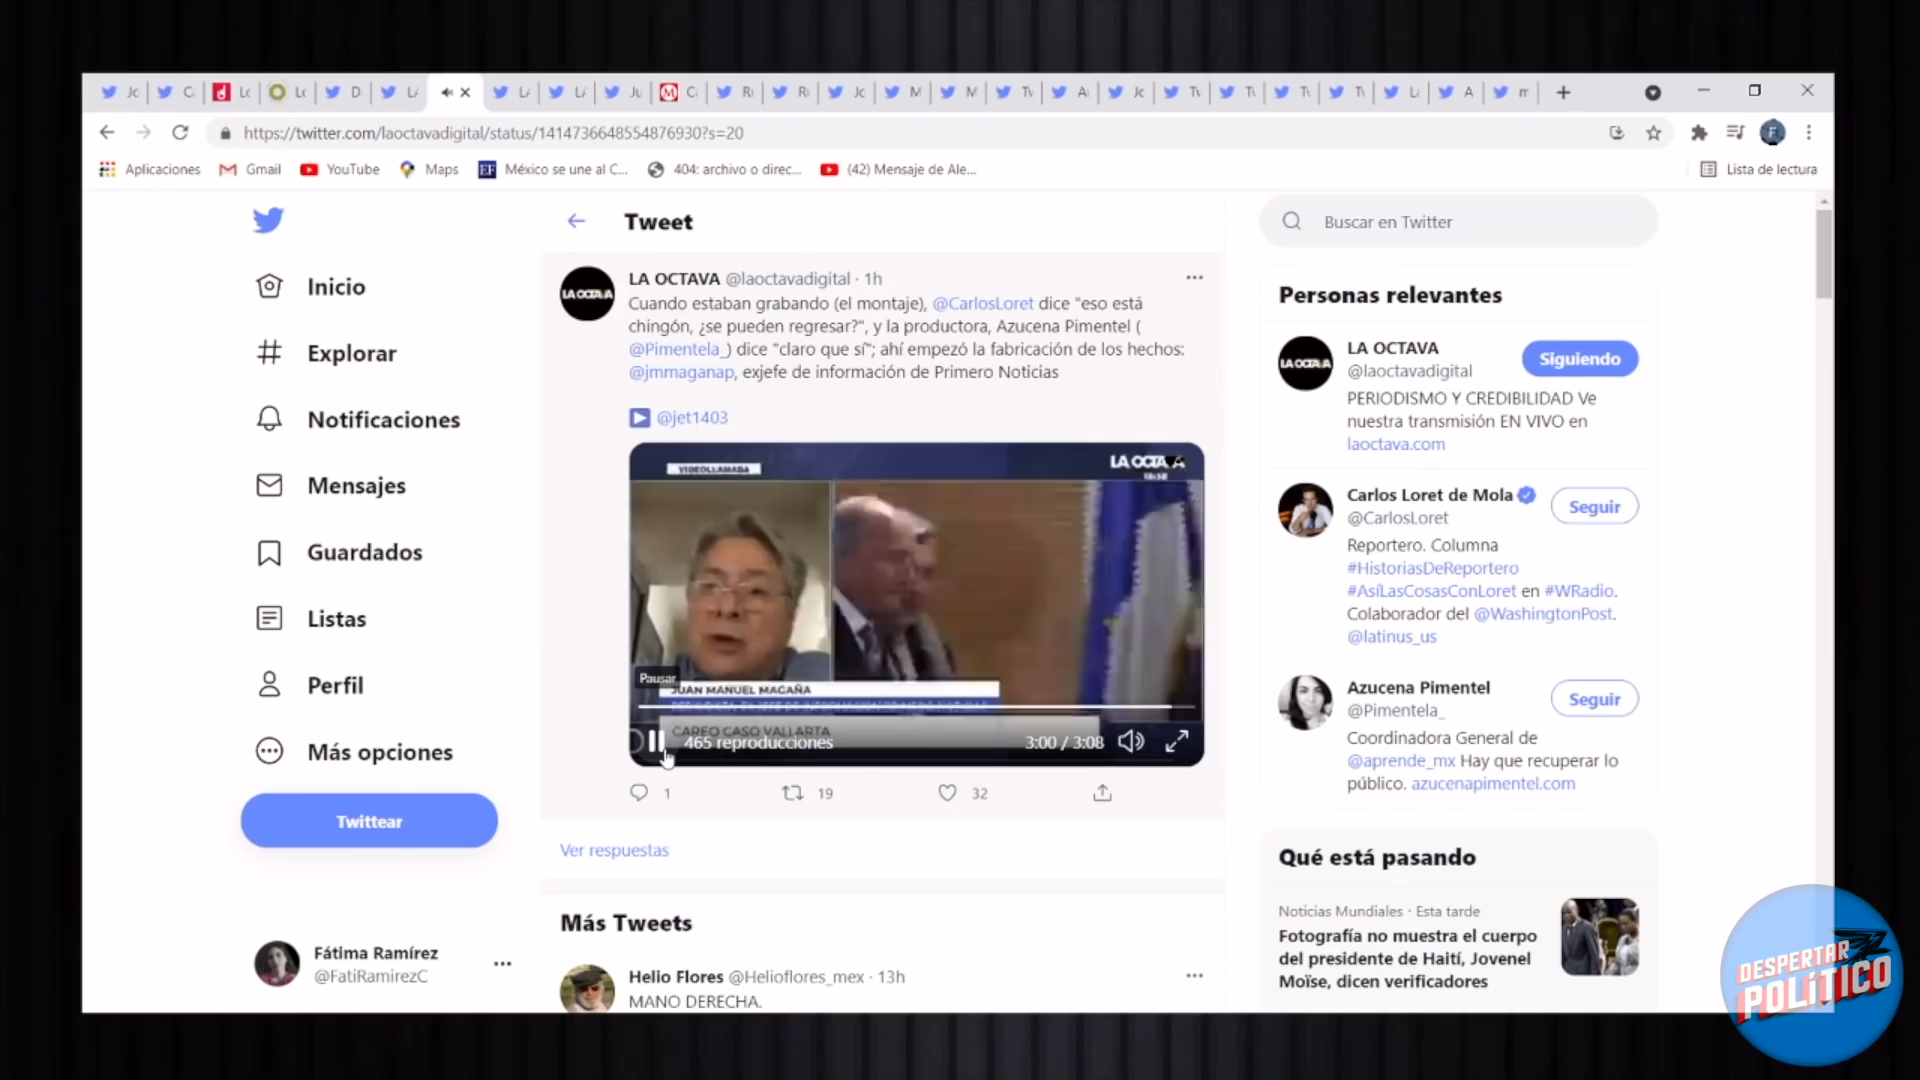 https://twitter.com/laoctavadigital/status/1414736648554876930?s=20
Aplicaciones
Gmail
YouTube
Maps
México se une al C...
404: archivo o direc...
(42) Mensaje de Ale...
Lista de lectura
Inicio
Explorar
Notificaciones
Mensajes
Guardados
Listas
Perfil
Más opciones
Twittear
Fátima Ramírez
@FatiRamirezC
Tweet
LA OCTAVA @laoctavadigital · 1h
Cuando estaban grabando (el montaje), @CarlosLoret dice "eso está
chingón, ¿se pueden regresar?", y la productora, Azucena Pimentel (
@Pimentela_) dice "claro que sí"; ahí empezó la fabricación de los hechos:
@jmmaganap, exjefe de información de Primero Noticias
@jet1403
VIDEOLLAMADA
LA OCTAVA
Pausar
JUAN MANUEL MAGAÑA
CAREO CASO VALLARTA
465 reproducciones
3:00 / 3:08
1
19
32
Ver respuestas
Más Tweets
Helio Flores @Helioflores_mex · 13h
MANO DERECHA.
Buscar en Twitter
Personas relevantes
LA OCTAVA
@laoctavadigital
Siguiendo
PERIODISMO Y CREDIBILIDAD Ve
nuestra transmisión EN VIVO en
laoctava.com
Carlos Loret de Mola
@CarlosLoret
Seguir
Reportero. Columna
#HistoriasDeReportero
#AsíLasCosasConLoret en #WRadio.
Colaborador del @WashingtonPost.
@latinus_us
Azucena Pimentel
@Pimentela_
Seguir
Coordinadora General de
@aprende_mx Hay que recuperar lo
público. azucenapimentel.com
Qué está pasando
Noticias Mundiales · Esta tarde
Fotografía no muestra el cuerpo
del presidente de Haití, Jovenel
Moïse, dicen verificadores
DESPERTAR
POLÍTICO